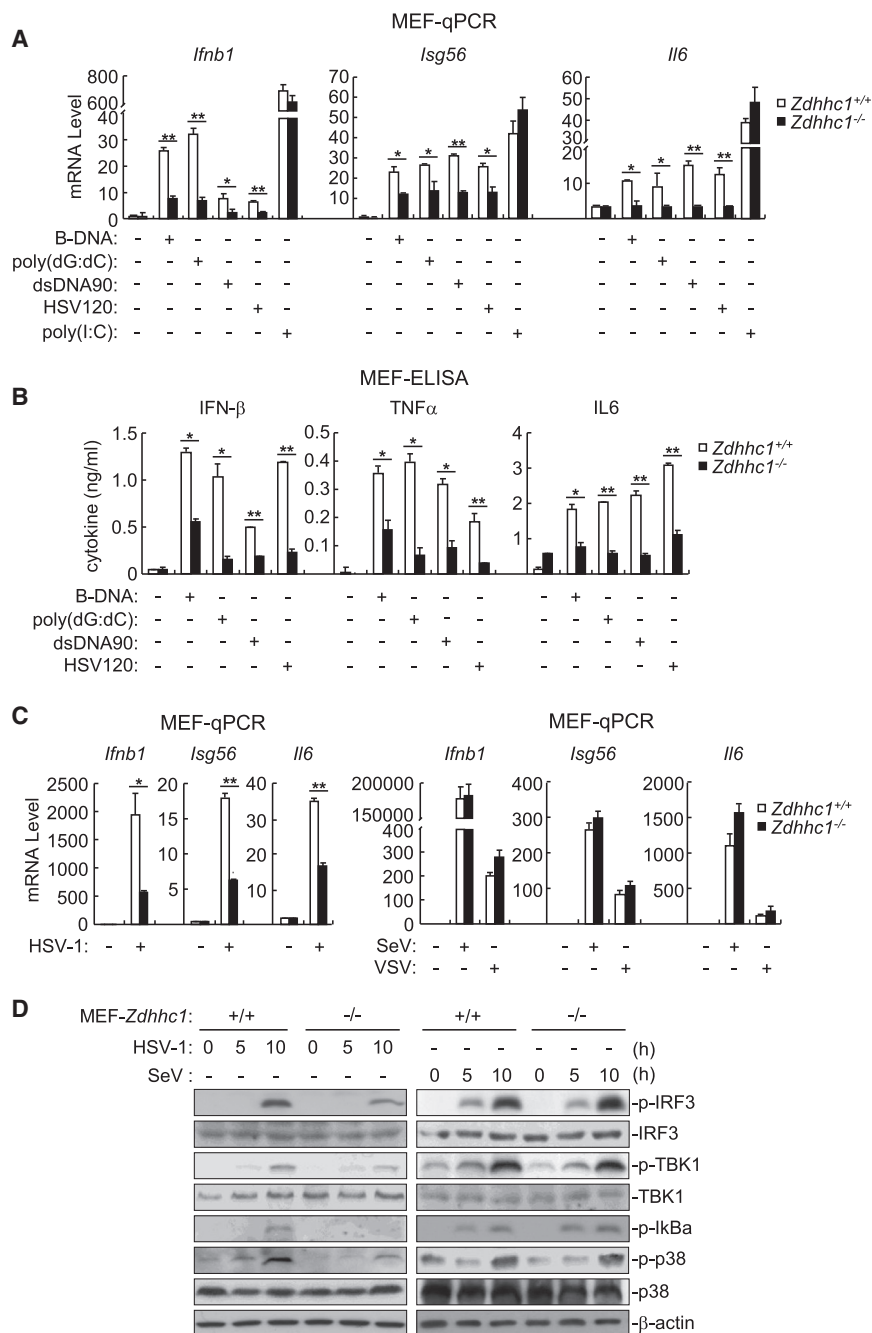 MEF-qPCR
A
Ifnb1
Isg56
Il6
mRNA Level
800
600
40
30
20
10
0
70
60
50
40
30
20
10
0
60
50
40
30
10
0
** ** * **
* * ** *
* * ** **
Zdhhc1+/+
Zdhhc1-/-
B-DNA: - + - - - - - + - - - - - + - - - -
poly(dG:dC): - - + - - - - - + - - - - - + - - -
dsDNA90: - - - + - - - - - + - - - - - + - -
HSV120: - - - - + - - - - - + - - - - - + -
poly(I:C): - - - - - + - - - - - + - - - - - +
MEF-ELISA
B
IFN-β
TNFα
IL6
cytokine (ng/ml)
1.5
1.0
0.5
0
0.5
0.4
0.3
0.2
0.1
4
3
2
1
* * ** **
* * * **
* ** ** **
Zdhhc1+/+
Zdhhc1-/-
B-DNA: - + - - - - + - - - - + - - -
poly(dG:dC): - - + - - - - + - - - - + - -
dsDNA90: - - - + - - - - + - - - - + -
HSV120: - - - - + - - - - + - - - - +
C
MEF-qPCR
Ifnb1 Isg56 Il6
mRNA Level
2500
2000
1500
1000
500
0
20
15
10
5
40
30
20
10
* ** **
HSV-1: - + - + - +
MEF-qPCR
Ifnb1
Isg56
Il6
200000
150000
400
300
200
100
0
400
300
200
100
2000
1500
1000
500
Zdhhc1+/+
Zdhhc1-/-
SeV: - + - - + - - + -
VSV: - - + - - + - - +
D
MEF-Zdhhc1: +/+ -/- +/+ -/-
HSV-1: 0 5 10 0 5 10 - - - - - - (h)
SeV : - - - - - - 0 5 10 0 5 10 (h)
-p-IRF3
-IRF3
-p-TBK1
-TBK1
-p-IkBa
-p-p38
-p38
-β-actin